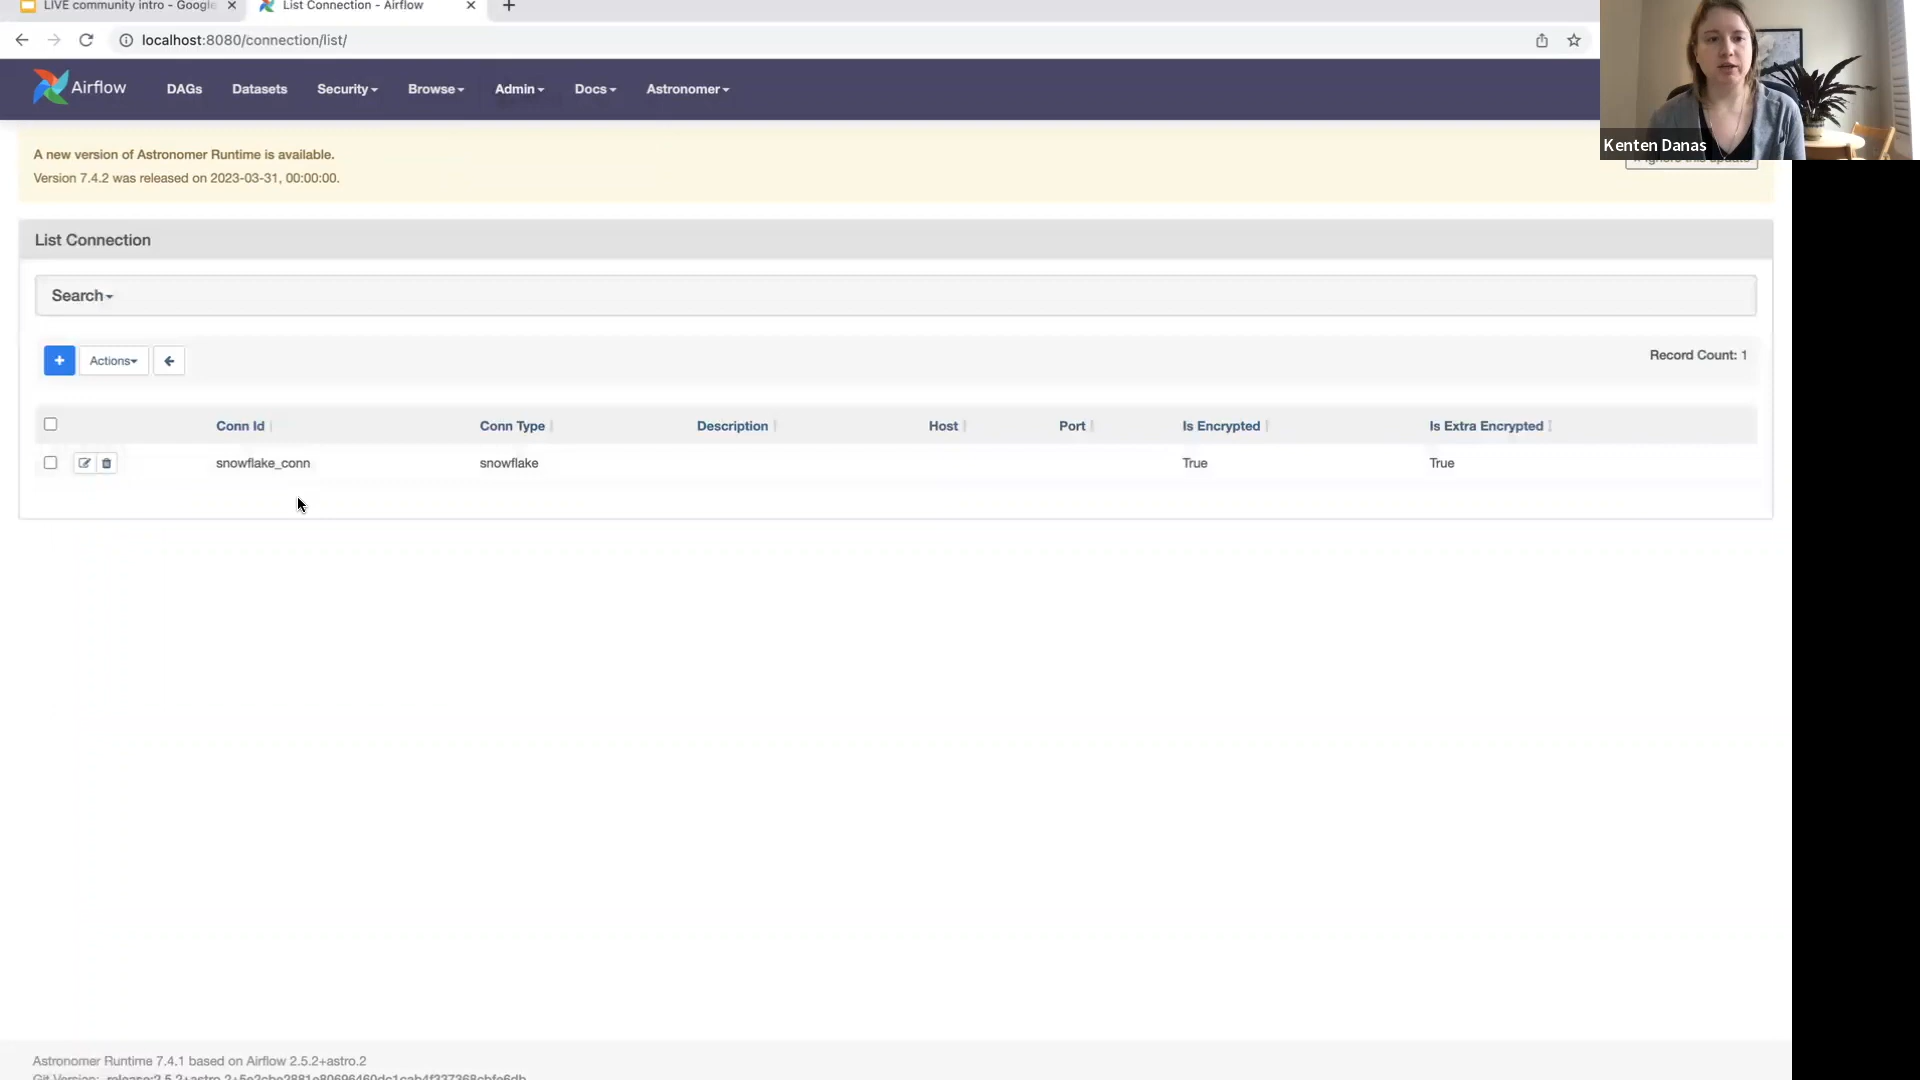 LIVE community intro - Google
List Connection - Airflow
localhost:8080/connection/list/
Airflow
DAGs
Datasets
Security
Browse
Admin
Docs
Astronomer
Kenten Danas
A new version of Astronomer Runtime is available.
Version 7.4.2 was released on 2023-03-31, 00:00:00.
List Connection
Search
+ Actions
Record Count: 1
Conn Id Conn Type Description Host Port Is Encrypted Is Extra Encrypted
snowflake_conn snowflake True True
Astronomer Runtime 7.4.1 based on Airflow 2.5.2+astro.2
Git Version: